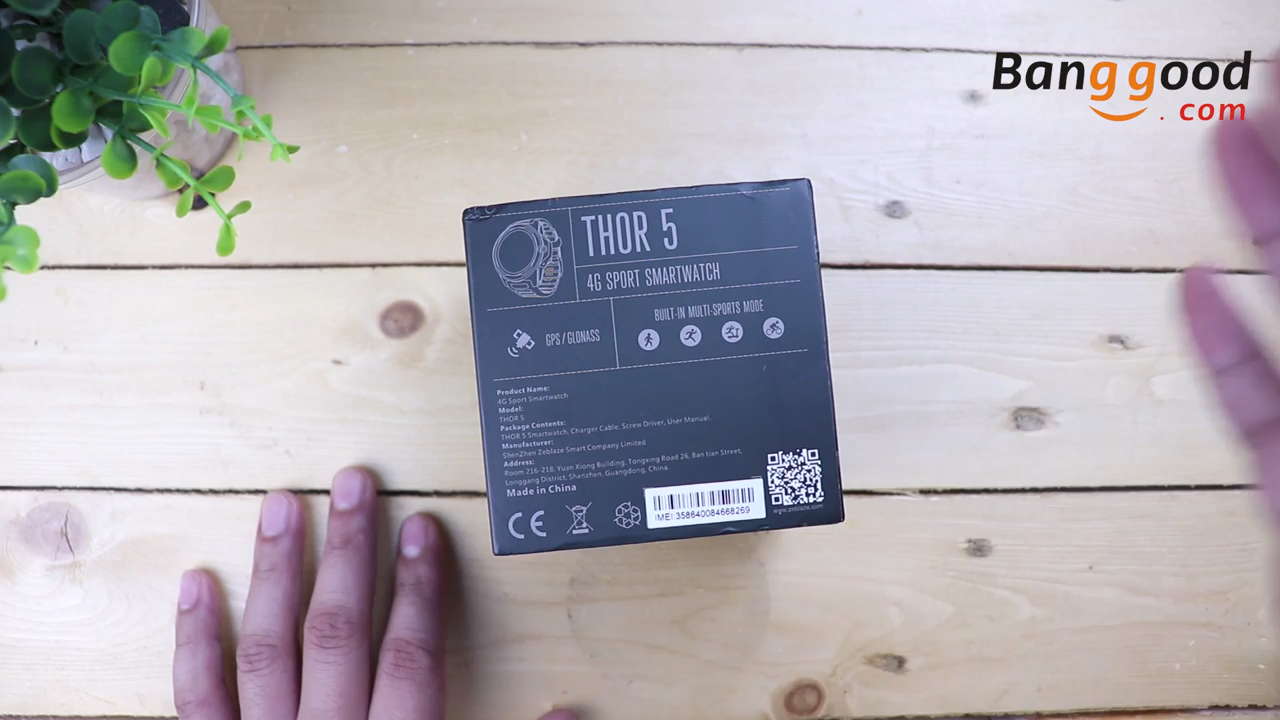 Banggood
.com
THOR 5
4G SPORT SMARTWATCH
GPS / GLONASS
BUILT-IN MULTI-SPORTS MODE
Product Name:
4G Sport Smartwatch
Model:
THOR 5
Package Contents:
THOR 5 Smartwatch, Charger Cable, Screw Driver, User Manual.
Manufacturer:
ShenZhen Zeblaze Smart Company Limited
Address:
Room 216-218, Yuan Xiong Building, Tongxing Road 26, Ban tian Street,
Longgang District, Shenzhen, Guangdong, China.
Made in China
CE
IMEI 358640084668269
www.zeblaze.com